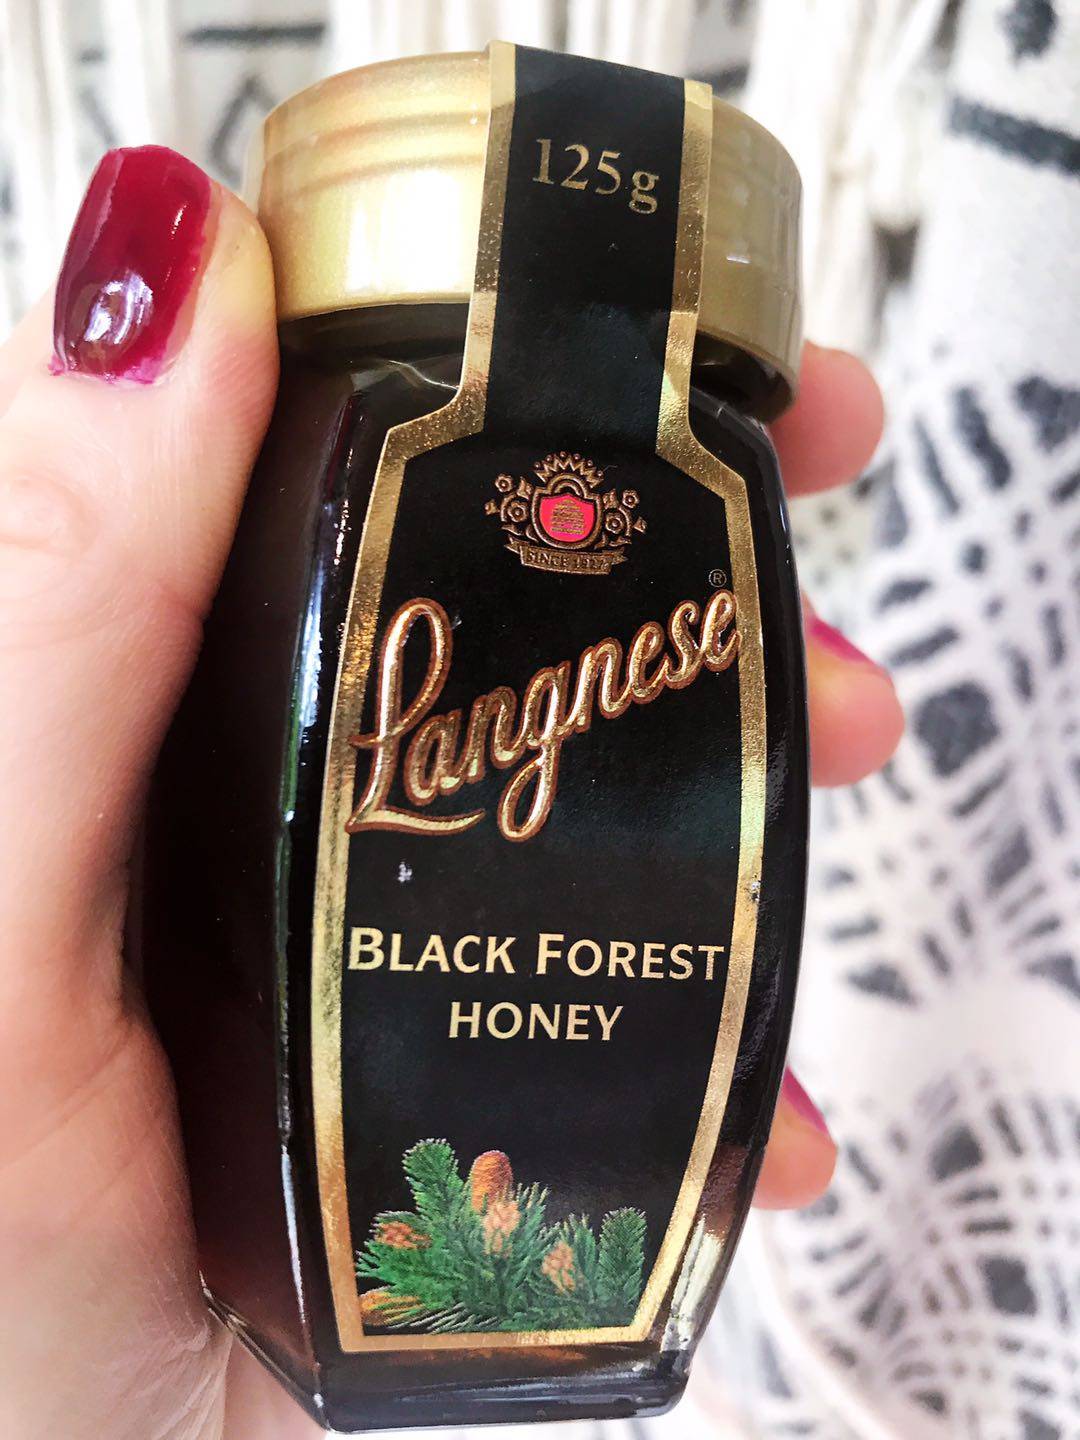 125g
SINCE 1927
Langnese®
BLACK FOREST
HONEY